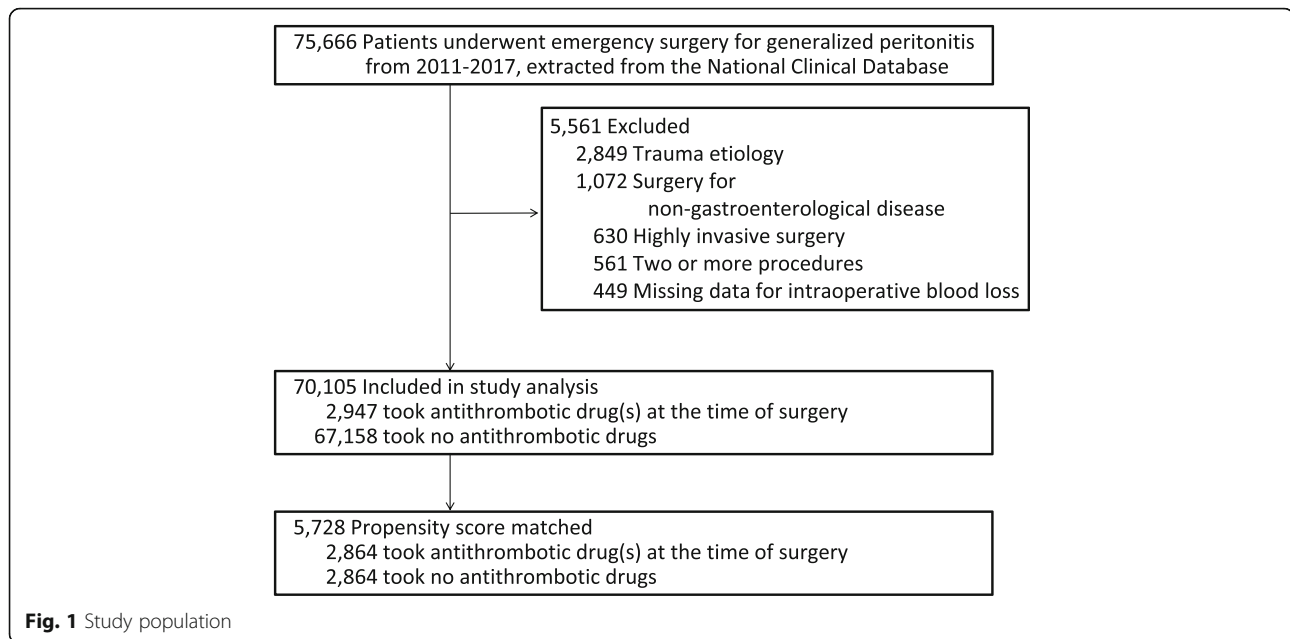 75,666 Patients underwent emergency surgery for generalized peritonitis
from 2011-2017, extracted from the National Clinical Database
5,561 Excluded
2,849 Trauma etiology
1,072 Surgery for
non-gastroenterological disease
630 Highly invasive surgery
561 Two or more procedures
449 Missing data for intraoperative blood loss
70,105 Included in study analysis
2,947 took antithrombotic drug(s) at the time of surgery
67,158 took no antithrombotic drugs
5,728 Propensity score matched
2,864 took antithrombotic drug(s) at the time of surgery
2,864 took no antithrombotic drugs
Fig. 1 Study population